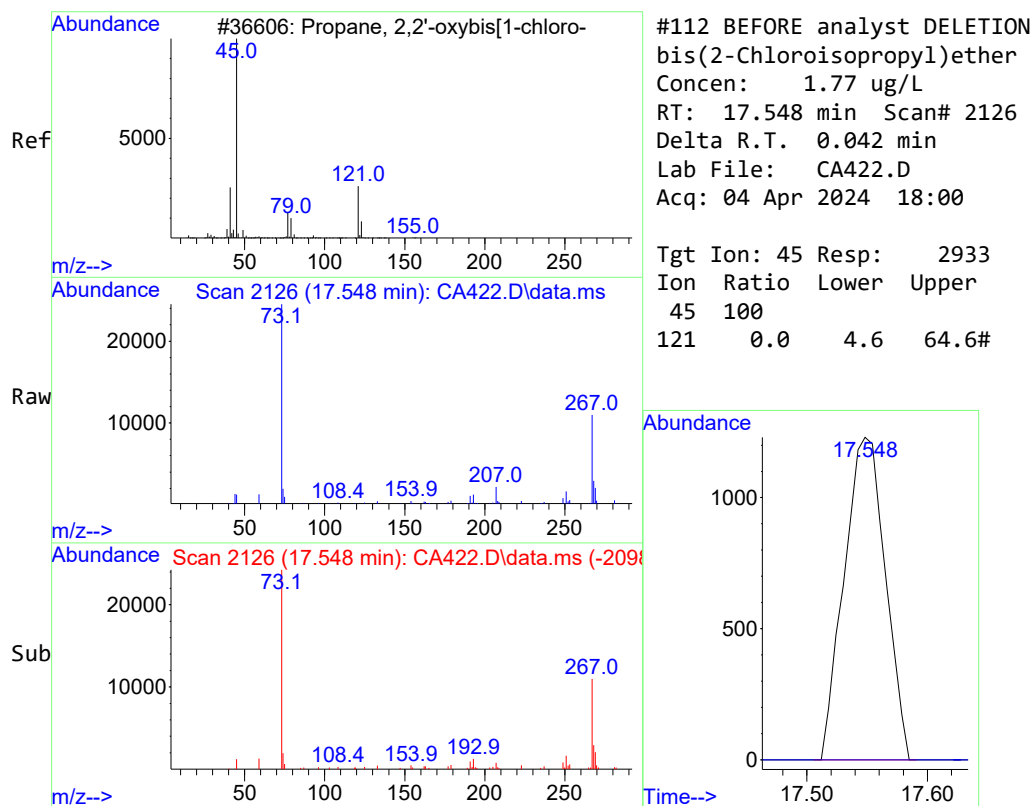 Abundance
#36606: Propane, 2,2'-oxybis[1-chloro-
45.0
5000
Ref
121.0
79.0
155.0
m/z-->
50 100 150 200 250
Abundance
Scan 2126 (17.548 min): CA422.D\data.ms
73.1
20000
Raw
267.0
10000
207.0
108.4 153.9
m/z-->
50 100 150 200 250
Abundance
Scan 2126 (17.548 min): CA422.D\data.ms (-2098
73.1
20000
Sub
267.0
10000
192.9
108.4 153.9
0
m/z-->
50 100 150 200 250
#112 BEFORE analyst DELETION
bis(2-Chloroisopropyl)ether
Concen: 1.77 ug/L
RT: 17.548 min Scan# 2126
Delta R.T. 0.042 min
Lab File: CA422.D
Acq: 04 Apr 2024 18:00
Tgt Ion: 45 Resp: 2933
Ion Ratio Lower Upper
45 100
121 0.0 4.6 64.6#
Abundance
17.548
1000
500
0
Time-->
17.50 17.60